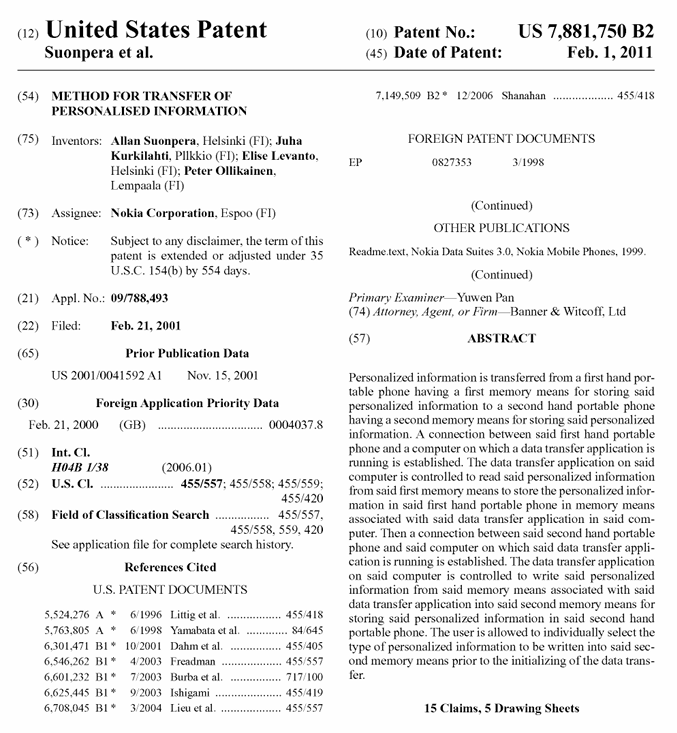 (12) United States Patent
Suonpera et al.
(10) Patent No.: US 7,881,750 B2
(45) Date of Patent: Feb. 1, 2011
(54) METHOD FOR TRANSFER OF
PERSONALISED INFORMATION
(75) Inventors: Allan Suonpera, Helsinki (FI); Juha
Kurkilahti, Pllkkio (FI); Elise Levanto,
Helsinki (FI); Peter Ollikainen,
Lempaala (FI)
(73) Assignee: Nokia Corporation, Espoo (FI)
( * ) Notice: Subject to any disclaimer, the term of this
patent is extended or adjusted under 35
U.S.C. 154(b) by 554 days.
(21) Appl. No.: 09/788,493
(22) Filed: Feb. 21, 2001
(65) Prior Publication Data
US 2001/0041592 A1 Nov. 15, 2001
(30) Foreign Application Priority Data
Feb. 21, 2000 (GB) ................................. 0004037.8
(51) Int. Cl.
H04B 1/38 (2006.01)
(52) U.S. Cl. ....................... 455/557; 455/558; 455/559;
455/420
(58) Field of Classification Search ................. 455/557,
455/558, 559, 420
See application file for complete search history.
(56) References Cited
U.S. PATENT DOCUMENTS
5,524,276 A * 6/1996 Littig et al. ................. 455/418
5,763,805 A * 6/1998 Yamabata et al. ............. 84/645
6,301,471 B1 * 10/2001 Dahm et al. ................. 455/405
6,546,262 B1 * 4/2003 Freadman .................... 455/557
6,601,232 B1 * 7/2003 Burba et al. ................. 717/100
6,625,445 B1 * 9/2003 Ishigami ..................... 455/419
6,708,045 B1 * 3/2004 Lieu et al. ................... 455/557
7,149,509 B2 * 12/2006 Shanahan ................... 455/418
FOREIGN PATENT DOCUMENTS
EP 0827353 3/1998
(Continued)
OTHER PUBLICATIONS
Readme.text, Nokia Data Suites 3.0, Nokia Mobile Phones, 1999.
(Continued)
Primary Examiner—Yuwen Pan
(74) Attorney, Agent, or Firm—Banner & Witcoff, Ltd
(57) ABSTRACT
Personalized information is transferred from a first hand por-
table phone having a first memory means for storing said
personalized information to a second hand portable phone
having a second memory means for storing said personalized
information. A connection between said first hand portable
phone and a computer on which a data transfer application is
running is established. The data transfer application on said
computer is controlled to read said personalized information
from said first memory means to store the personalized infor-
mation in said first hand portable phone in memory means
associated with said data transfer application in said com-
puter. Then a connection between said second hand portable
phone and said computer on which said data transfer appli-
cation is running is established. The data transfer application
on said computer is controlled to write said personalized
information from said memory means associated with said
data transfer application into said second memory means for
storing said personalized information in said second hand
portable phone. The user is allowed to individually select the
type of personalized information to be written into said sec-
ond memory means prior to the initializing of the data trans-
fer.
15 Claims, 5 Drawing Sheets